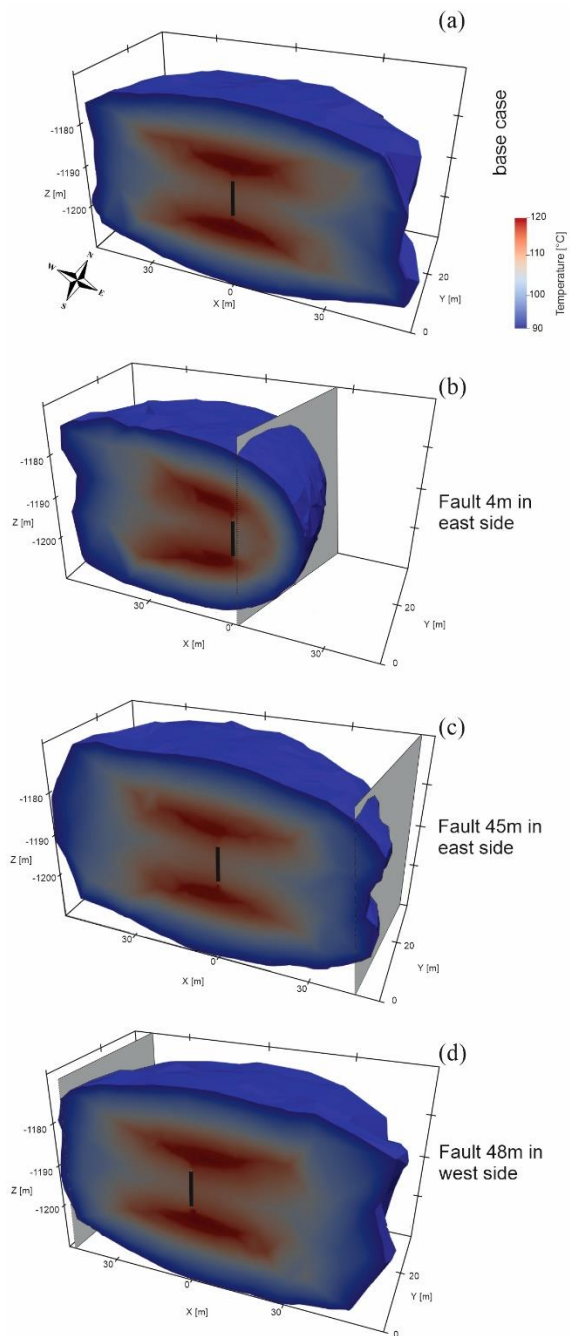 (a)
-1180
-1190
Z [m]
-1200
30
0
X [m]
30
20
Y [m]
0
N
W
E
S
base case
120
110
100
90
Temperature [°C]
(b)
-1180
-1190
Z [m]
-1200
30
0
X [m]
30
20
Y [m]
0
Fault 4m in
east side
(c)
-1180
-1190
Z [m]
-1200
30
0
X [m]
30
20
Y [m]
0
Fault 45m in
east side
(d)
-1180
-1190
Z [m]
-1200
30
0
X [m]
30
20
Y [m]
0
Fault 48m in
west side